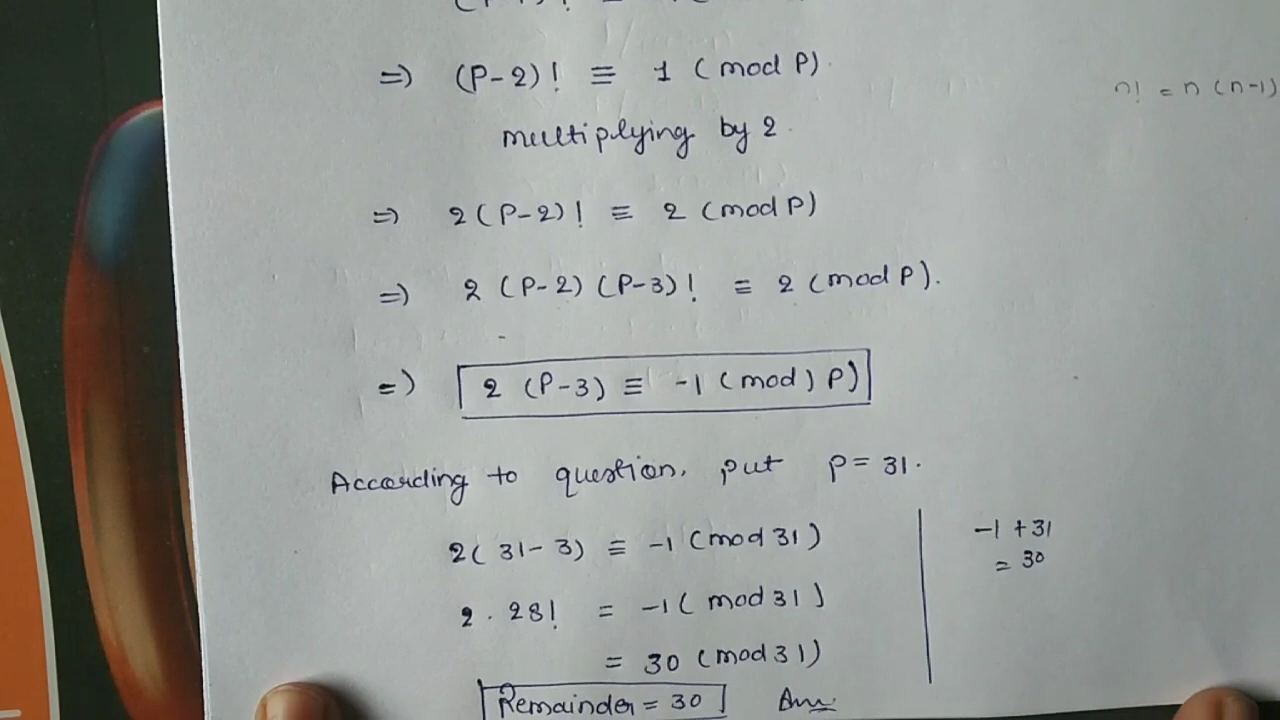 =) (P-2)! ≡ 1 (mod P).
n! = n (n-1)
multiplying by 2.
=) 2(P-2)! ≡ 2 (mod P)
=) 2 (P-2) (P-3)! ≡ 2 (mod P).
=) 2 (P-3) ≡ -1 (mod) P)
According to question, put P= 31.
2( 31- 3) ≡ -1 (mod 31)
-1 +31
= 30
2 . 28! = -1( mod 31)
= 30 (mod 31)
Remainder = 30 Ans